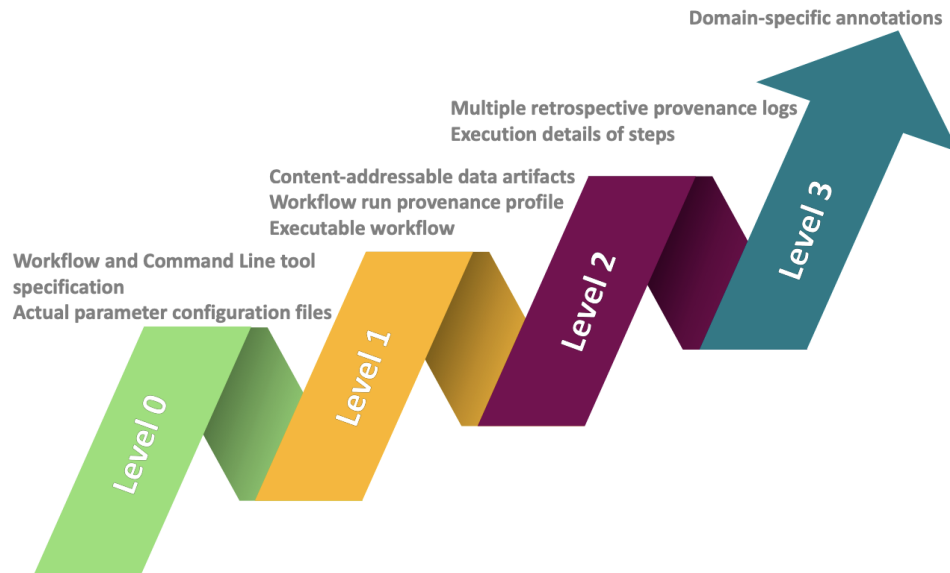 Domain-specific annotations
Multiple retrospective provenance logs
Execution details of steps
Content-addressable data artifacts
Workflow run provenance profile
Executable workflow
Workflow and Command Line tool
specification
Actual parameter configuration files
Level 0
Level 1
Level 2
Level 3